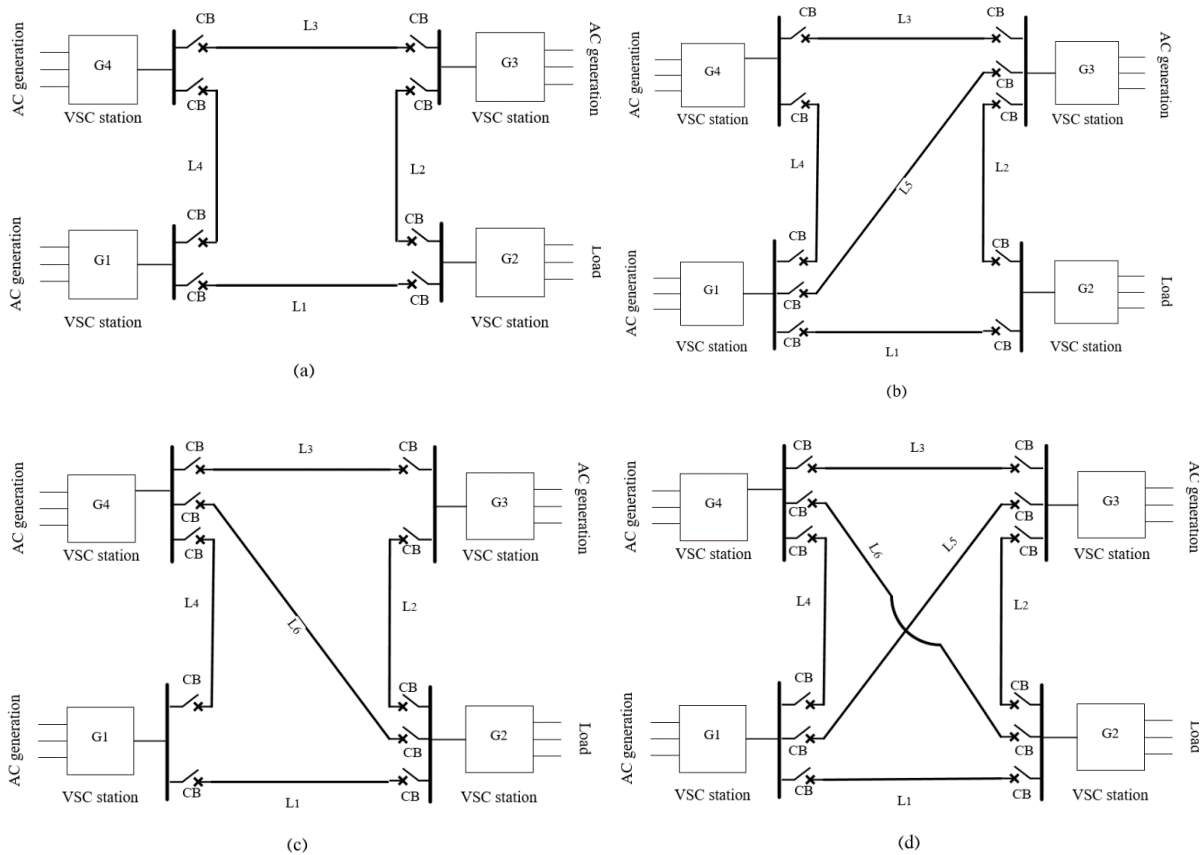 CB
L3
CB
AC generation
G4
G3
AC generation
CB
CB
VSC station
VSC station
L4
L2
CB
CB
AC generation
G1
G2
Load
CB
CB
VSC station
L1
VSC station
(a)
CB
L3
CB
AC generation
G4
CB
G3
AC generation
CB
CB
VSC station
VSC station
L4
L5
L2
CB
CB
AC generation
G1
CB
G2
Load
CB
CB
VSC station
L1
VSC station
(b)
CB
L3
CB
AC generation
G4
G3
AC generation
CB
CB
CB
VSC station
VSC station
L4
L6
L2
CB
CB
AC generation
G1
CB
G2
Load
CB
CB
VSC station
L1
VSC station
(c)
CB
L3
CB
AC generation
G4
G3
AC generation
CB
CB
CB
CB
VSC station
VSC station
L6
L5
L4
L2
CB
CB
AC generation
G1
CB
CB
G2
Load
CB
CB
VSC station
L1
VSC station
(d)